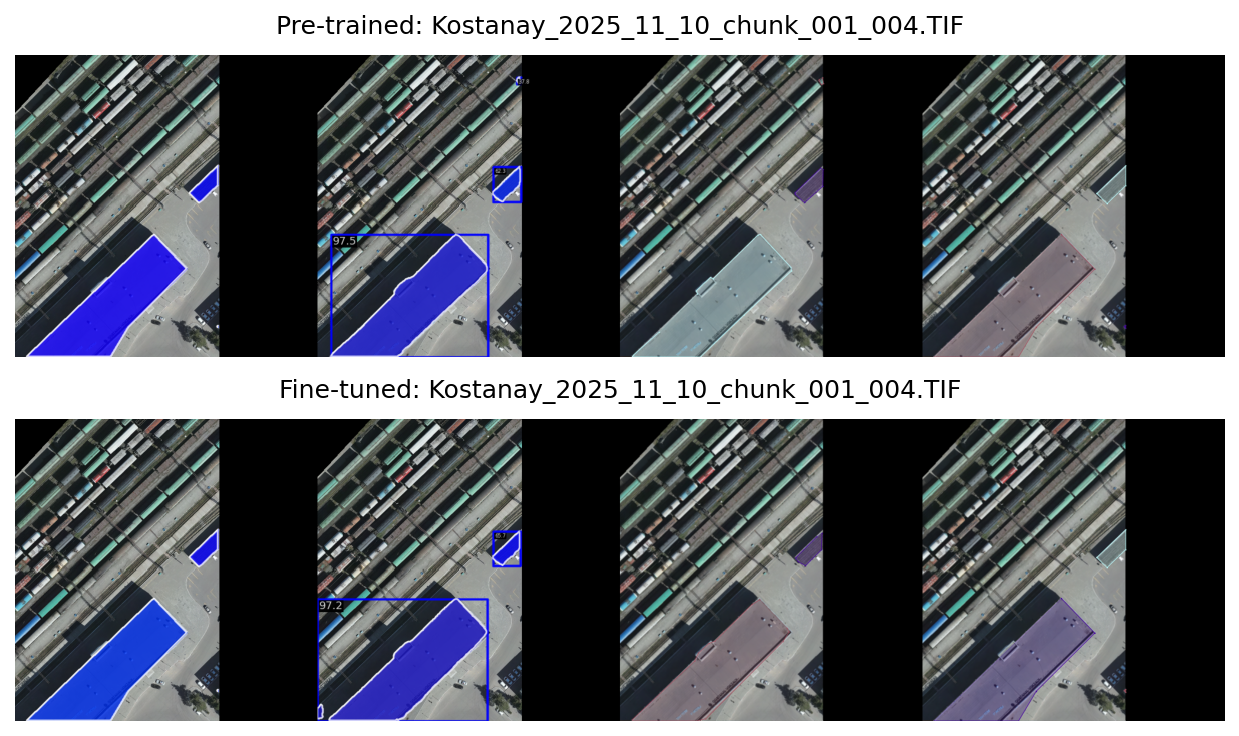 Pre-trained: Kostanay_2025_11_10_chunk_001_004.TIF
97.5
Fine-tuned: Kostanay_2025_11_10_chunk_001_004.TIF
97.2